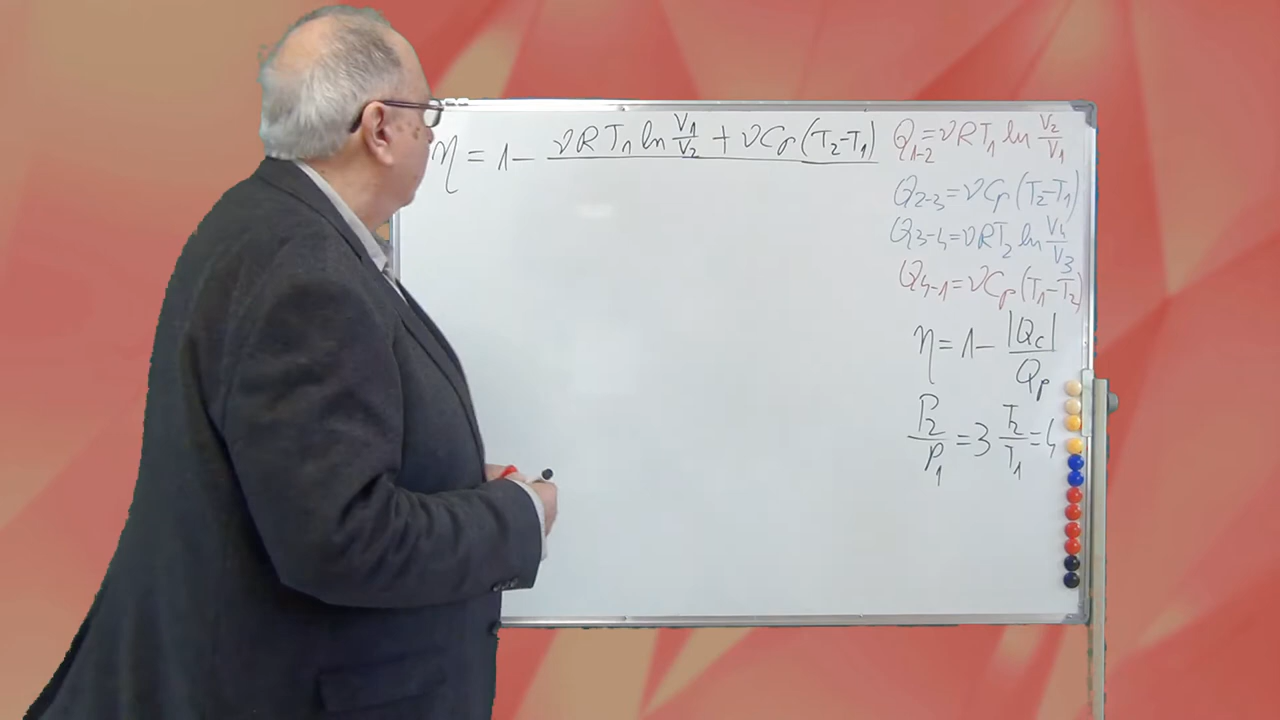 η = 1 − (νRT₁ ln V₁/V₂ + νCp(T₂−T₁)) /
Q₁₋₂ = νRT₁ ln V₂/V₁
Q₂₋₃ = νCp(T₂−T₁)
Q₃₋₄ = νRT₂ ln V₄/V₃
Q₄₋₁ = νCp(T₁−T₂)
η = 1 − |Qc|/Qp
P₂/P₁ = 3 T₂/T₁ = 4